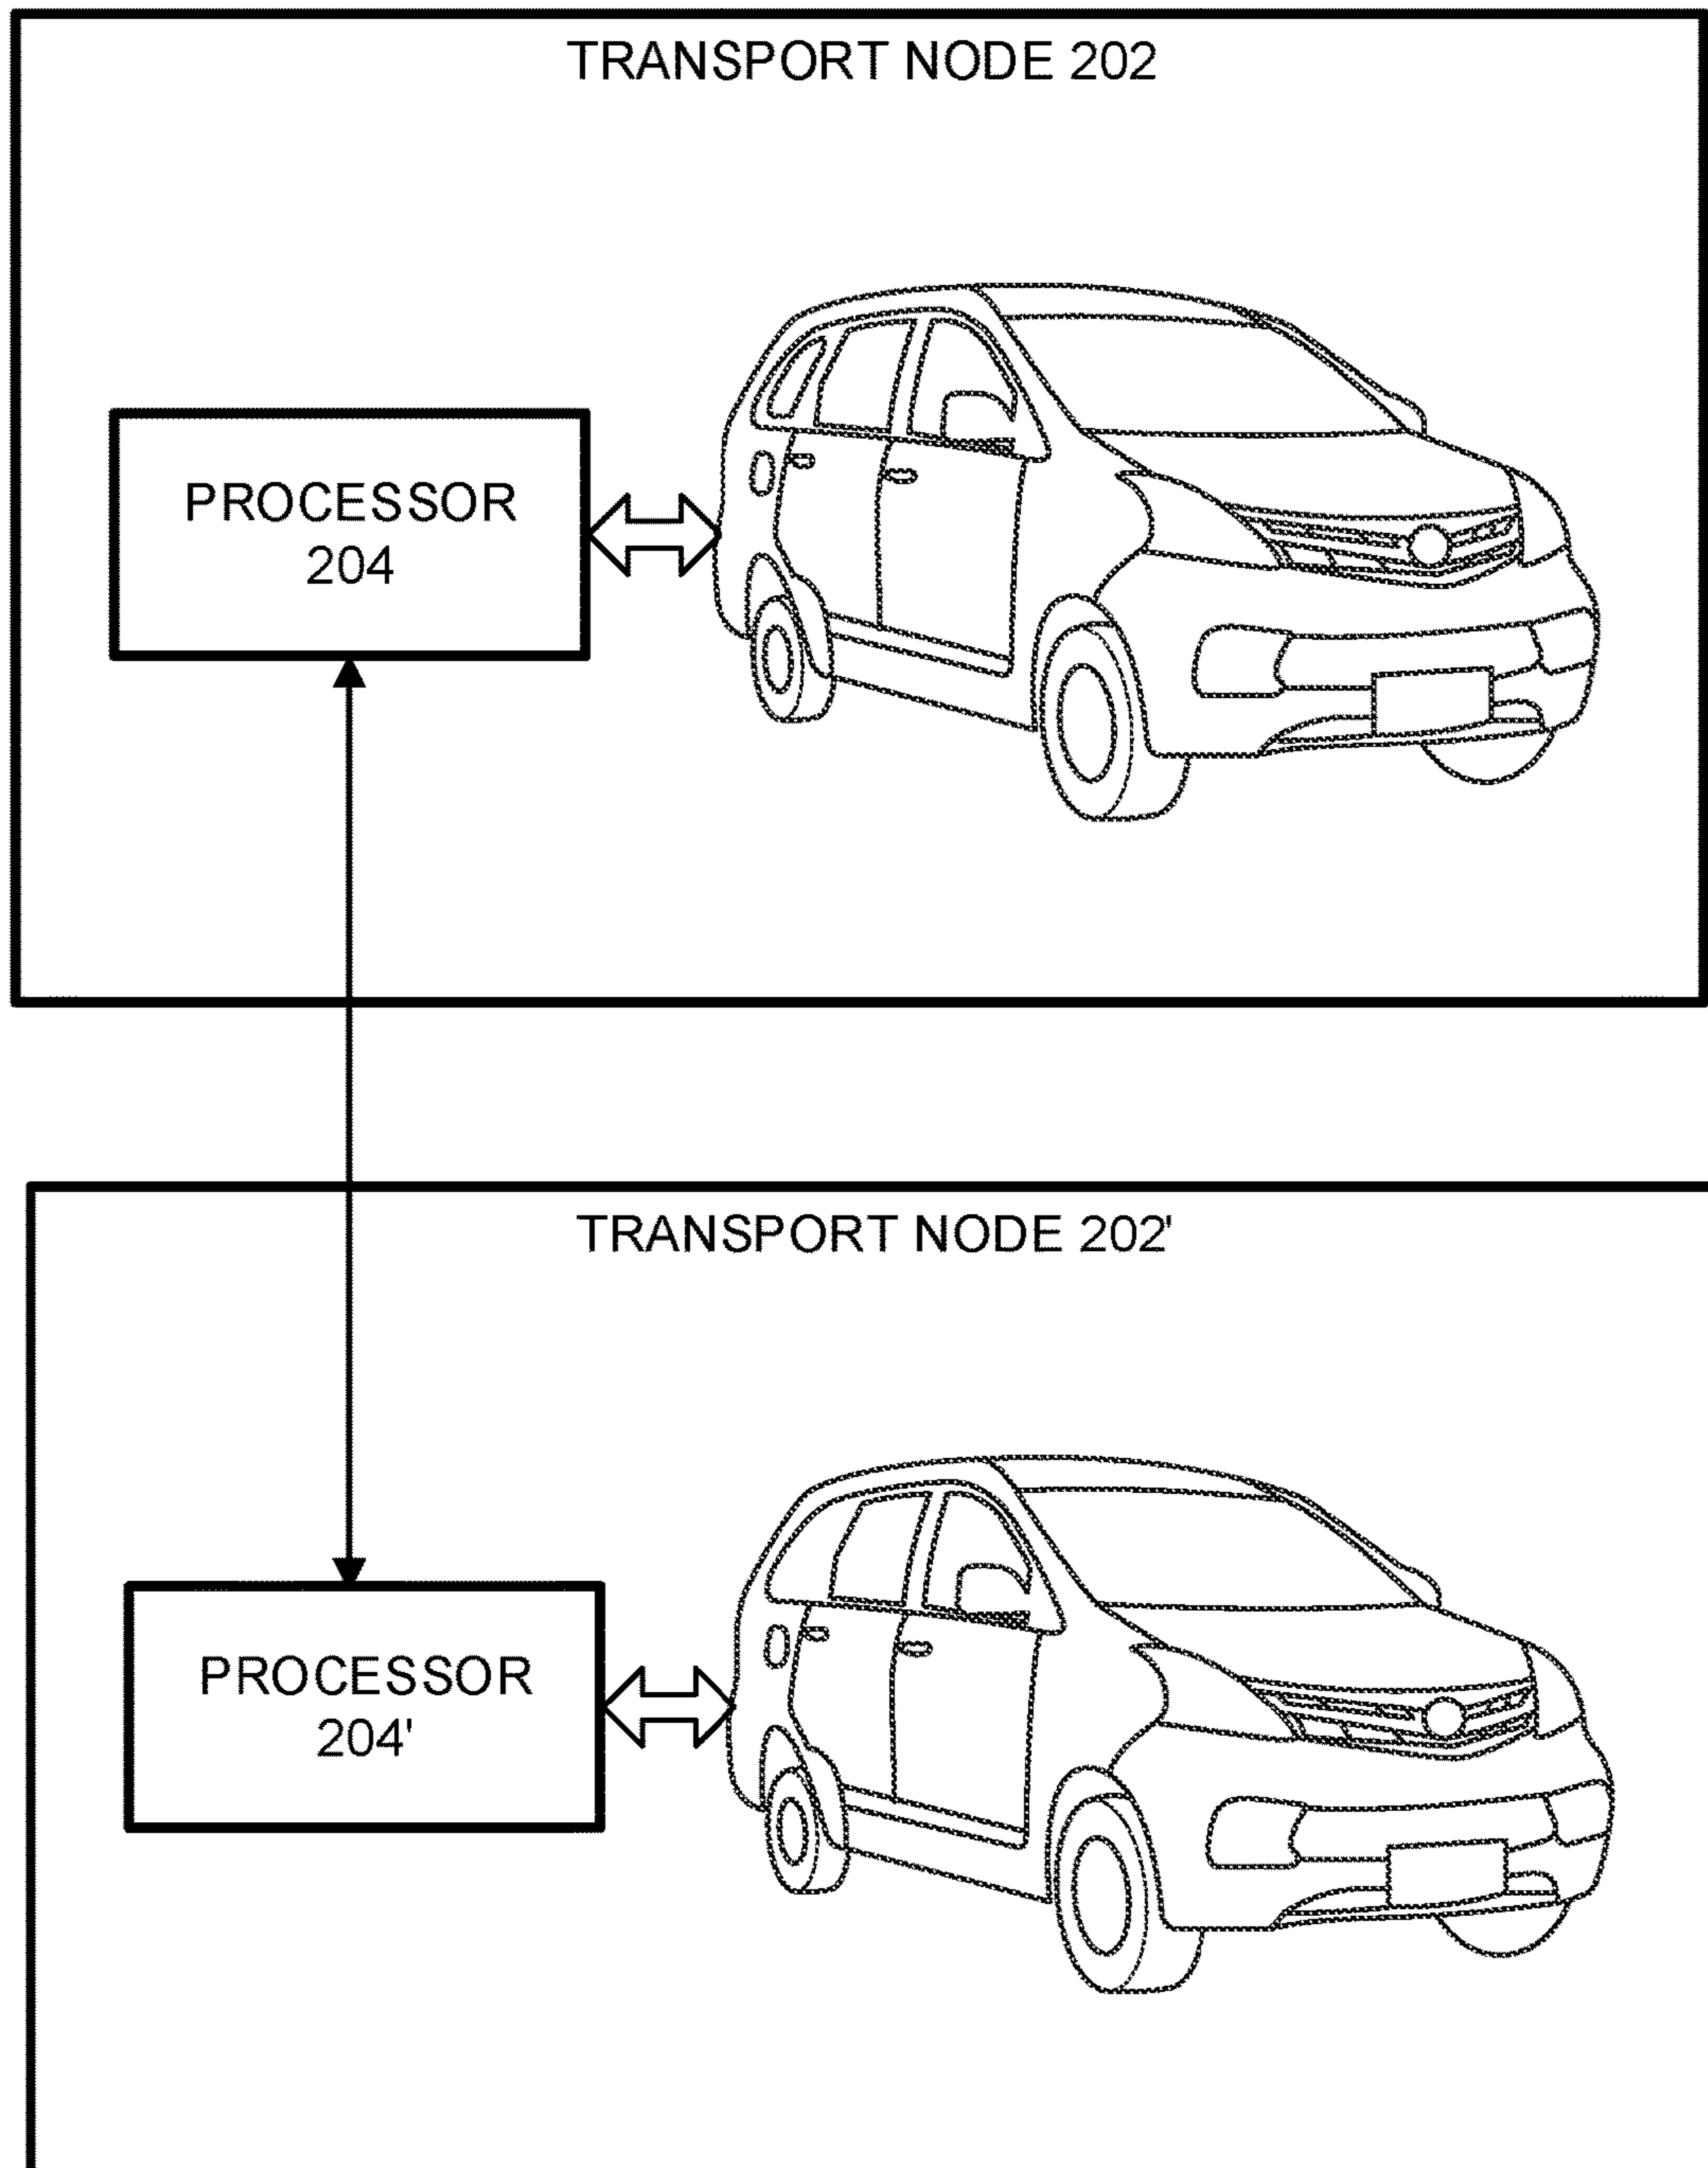 TRANSPORT NODE 202
PROCESSOR
204
TRANSPORT NODE 202'
PROCESSOR
204'